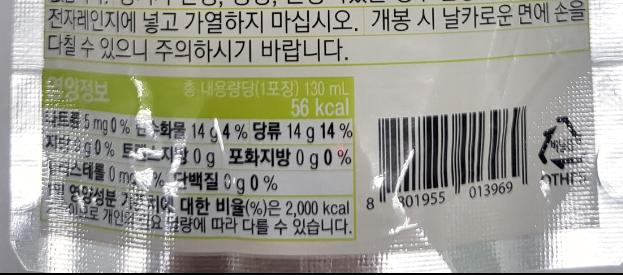 전자레인지에 넣고 가열하지 마십시오. 개봉 시 날카로운 면에 손을
다칠 수 있으니 주의하시기 바랍니다.
영양정보 총 내용량당(1포장) 130 mL
56 kcal
나트륨 5 mg 0% 탄수화물 14 g 4% 당류 14 g 14%
지방 0 g 0% 트랜스지방 0 g 포화지방 0 g 0%
콜레스테롤 0 mg 0% 단백질 0 g 0%
1일 영양성분 기준치에 대한 비율(%)은 2,000 kcal
개인의 필요 열량에 따라 다를 수 있습니다.
8 801955 013969
OTHER